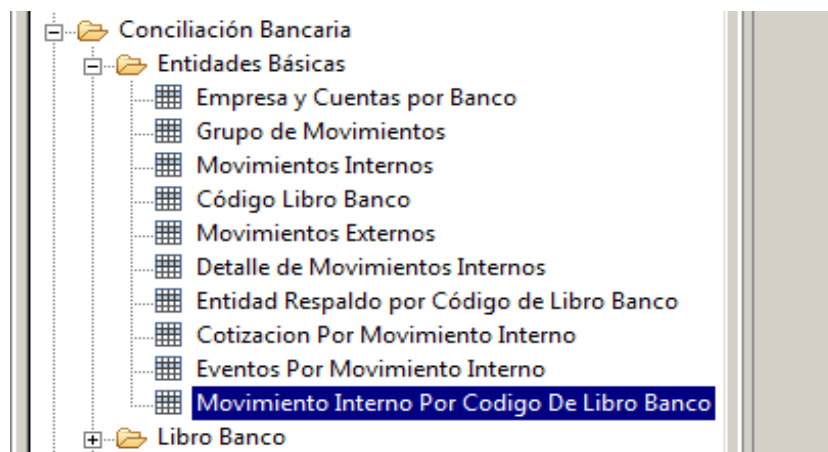 Conciliación Bancaria
Entidades Básicas
Empresa y Cuentas por Banco
Grupo de Movimientos
Movimientos Internos
Código Libro Banco
Movimientos Externos
Detalle de Movimientos Internos
Entidad Respaldo por Código de Libro Banco
Cotizacion Por Movimiento Interno
Eventos Por Movimiento Interno
Movimiento Interno Por Codigo De Libro Banco
Libro Banco